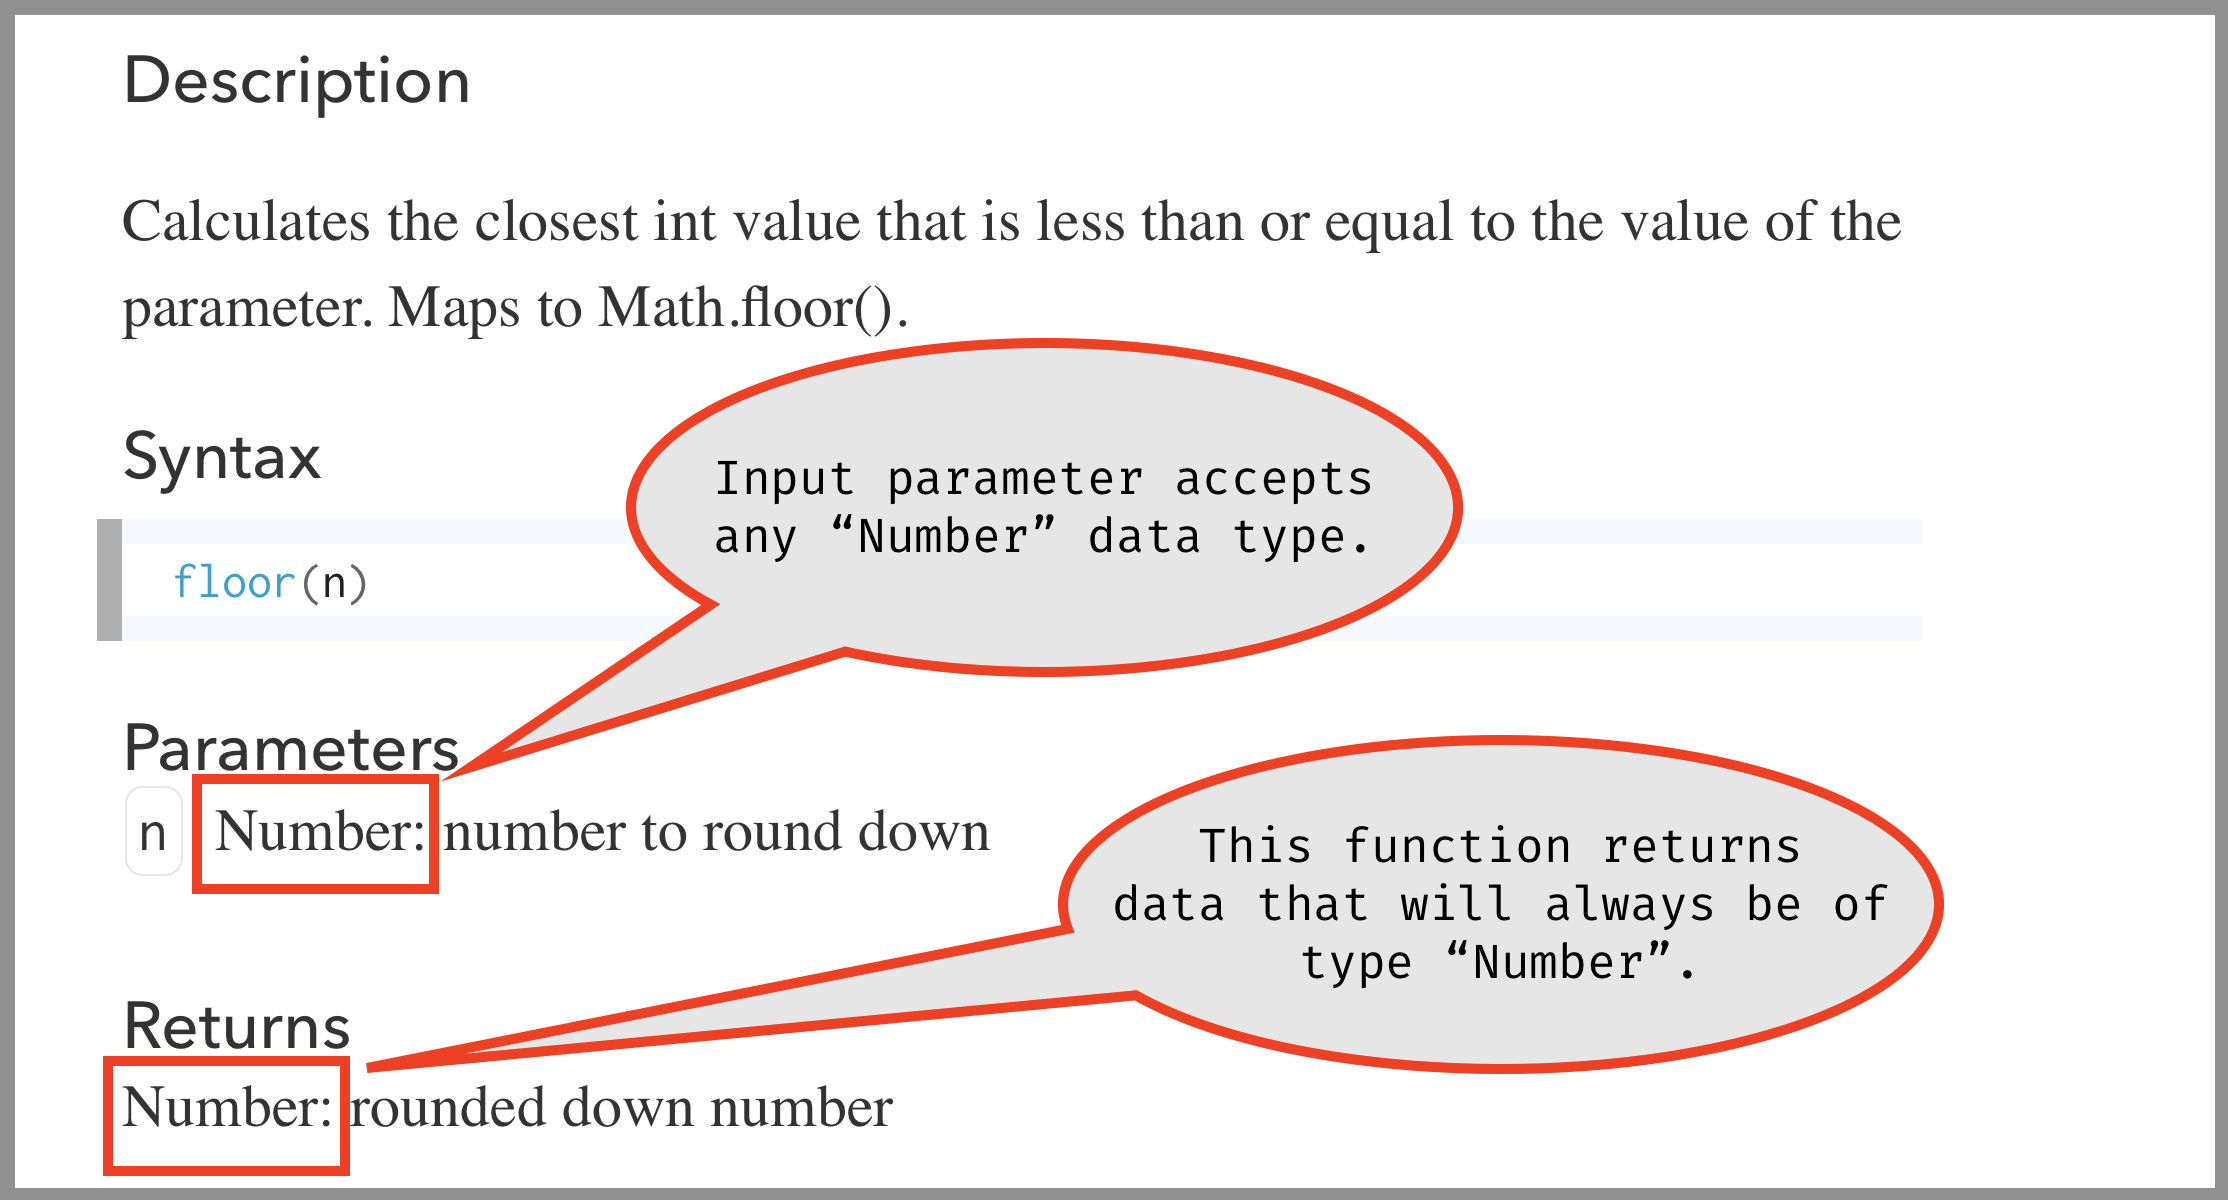 Description
Calculates the closest int value that is less than or equal to the value of the
parameter. Maps to Math.floor().
Syntax
floor(n)
Input parameter accepts
any “Number” data type.
Parameters
n Number: number to round down
This function returns
data that will always be of
type “Number”.
Returns
Number: rounded down number